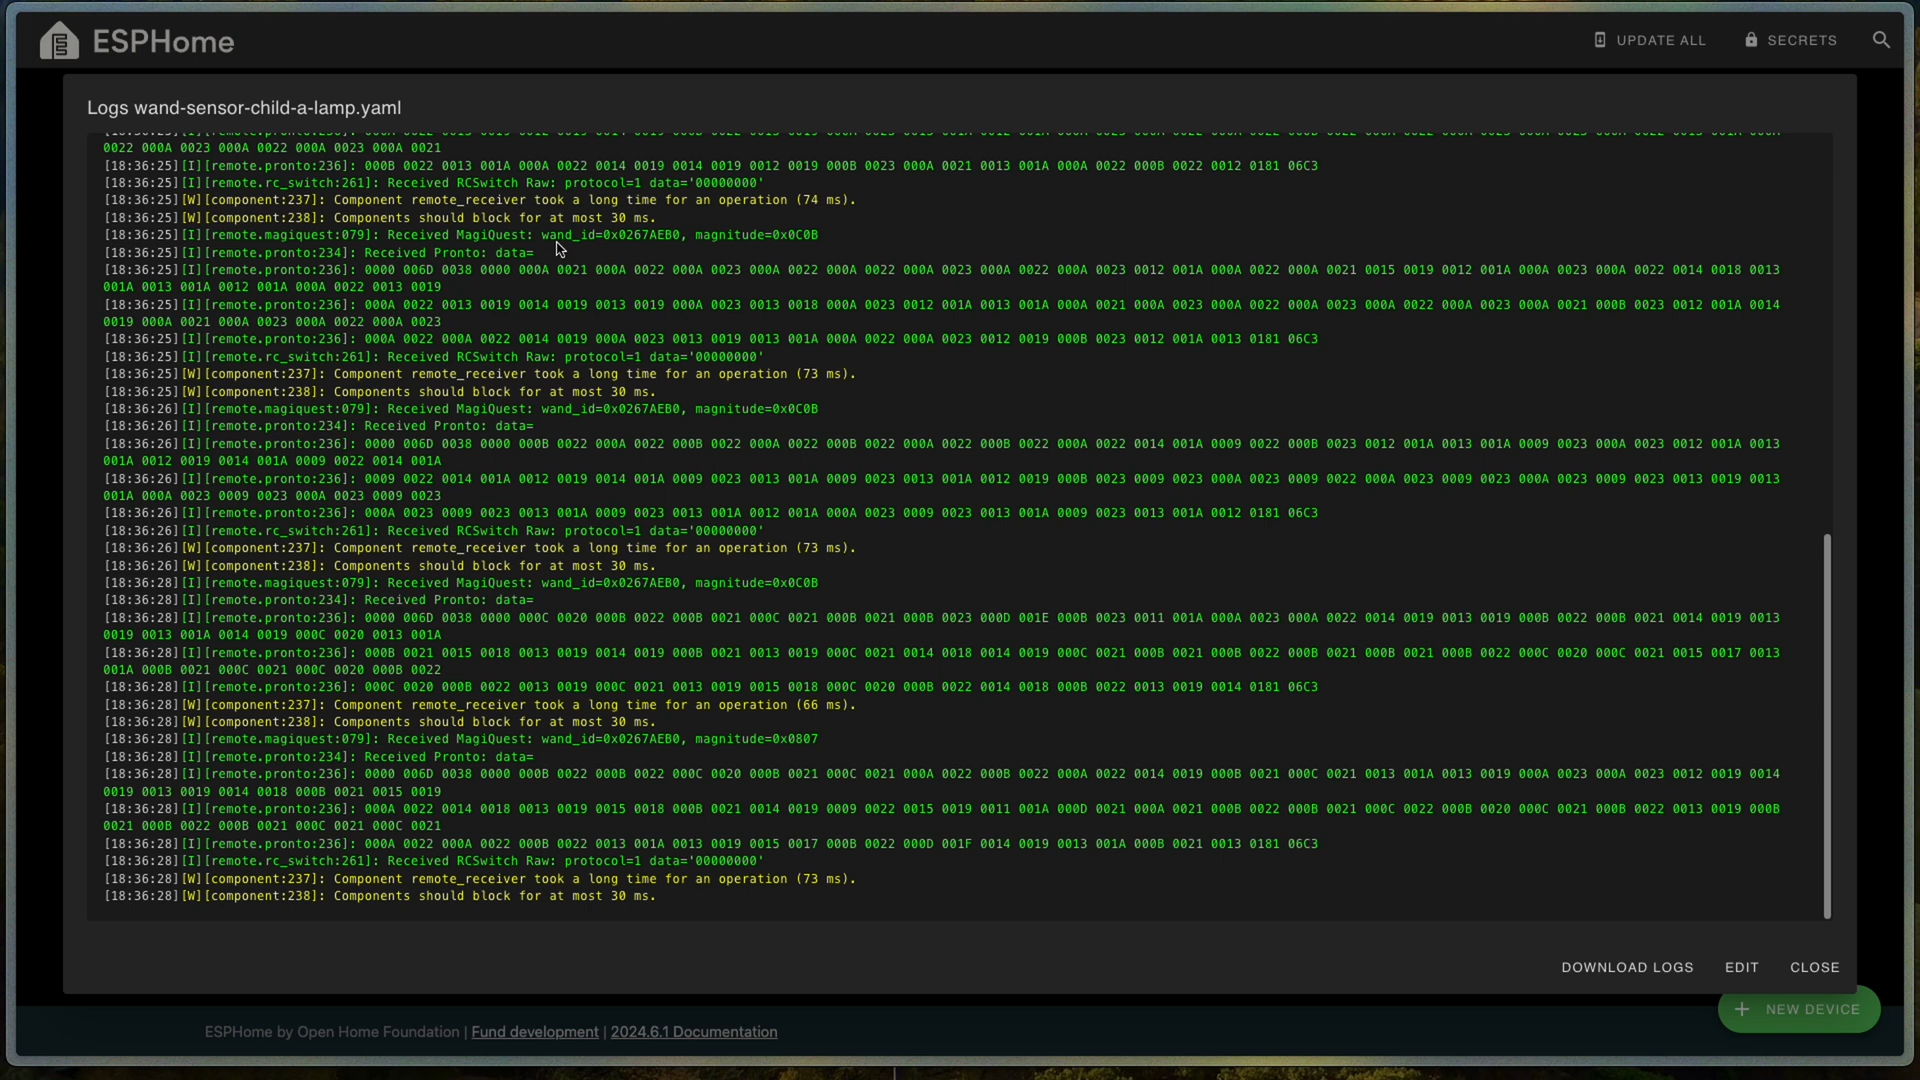 ESPHome
UPDATE ALL
SECRETS
Logs wand-sensor-child-a-lamp.yaml
0022 000A 0023 000A 0022 000A 0023 000A 0021
[18:36:25][I][remote.pronto:236]: 000B 0022 0013 001A 000A 0022 0014 0019 0014 0019 0012 0019 000B 0023 000A 0021 0013 001A 000A 0022 000B 0022 0012 0181 06C3
[18:36:25][I][remote.rc_switch:261]: Received RCSwitch Raw: protocol=1 data='00000000'
[18:36:25][W][component:237]: Component remote_receiver took a long time for an operation (74 ms).
[18:36:25][W][component:238]: Components should block for at most 30 ms.
[18:36:25][I][remote.magiquest:079]: Received MagiQuest: wand_id=0x0267AEB0, magnitude=0x0C0B
[18:36:25][I][remote.pronto:234]: Received Pronto: data=
[18:36:25][I][remote.pronto:236]: 0000 006D 0038 0000 000A 0021 000A 0022 000A 0023 000A 0022 000A 0022 000A 0023 000A 0022 000A 0023 0012 001A 000A 0022 000A 0021 0015 0019 0012 001A 000A 0023 000A 0022 0014 0018 0013
001A 0013 001A 0012 001A 000A 0022 0013 0019
[18:36:25][I][remote.pronto:236]: 000A 0022 0013 0019 0014 0019 0013 0019 000A 0023 0013 0018 000A 0023 0012 001A 0013 001A 000A 0021 000A 0023 000A 0022 000A 0023 000A 0022 000A 0023 000A 0021 000B 0023 0012 001A 0014
0019 000A 0021 000A 0023 000A 0022 000A 0023
[18:36:25][I][remote.pronto:236]: 000A 0022 000A 0022 0014 0019 000A 0023 0013 0019 0013 001A 000A 0022 000A 0023 0012 0019 000B 0023 0012 001A 0013 0181 06C3
[18:36:25][I][remote.rc_switch:261]: Received RCSwitch Raw: protocol=1 data='00000000'
[18:36:25][W][component:237]: Component remote_receiver took a long time for an operation (73 ms).
[18:36:25][W][component:238]: Components should block for at most 30 ms.
[18:36:26][I][remote.magiquest:079]: Received MagiQuest: wand_id=0x0267AEB0, magnitude=0x0C0B
[18:36:26][I][remote.pronto:234]: Received Pronto: data=
[18:36:26][I][remote.pronto:236]: 0000 006D 0038 0000 000B 0022 000A 0022 000B 0022 000A 0022 000B 0022 000A 0022 000B 0022 000A 0022 0014 001A 0009 0022 000B 0023 0012 001A 0013 001A 0009 0023 000A 0023 0012 001A 0013
001A 0012 0019 0014 001A 0009 0022 0014 001A
[18:36:26][I][remote.pronto:236]: 0009 0022 0014 001A 0012 0019 0014 001A 0009 0023 0013 001A 0009 0023 0013 001A 0012 0019 000B 0023 0009 0023 000A 0023 0009 0022 000A 0023 0009 0023 000A 0023 0009 0023 0013 0019 0013
001A 000A 0023 0009 0023 000A 0023 0009 0023
[18:36:26][I][remote.pronto:236]: 000A 0023 0009 0023 0013 001A 0009 0023 0013 001A 0012 001A 000A 0023 0009 0023 0013 001A 0009 0023 0013 001A 0012 0181 06C3
[18:36:26][I][remote.rc_switch:261]: Received RCSwitch Raw: protocol=1 data='00000000'
[18:36:26][W][component:237]: Component remote_receiver took a long time for an operation (73 ms).
[18:36:26][W][component:238]: Components should block for at most 30 ms.
[18:36:28][I][remote.magiquest:079]: Received MagiQuest: wand_id=0x0267AEB0, magnitude=0x0C0B
[18:36:28][I][remote.pronto:234]: Received Pronto: data=
[18:36:28][I][remote.pronto:236]: 0000 006D 0038 0000 000C 0020 000B 0022 000B 0021 000C 0021 000B 0021 000B 0023 000D 001E 000B 0023 0011 001A 000A 0023 000A 0022 0014 0019 0013 0019 000B 0022 000B 0021 0014 0019 0013
0019 0013 001A 0014 0019 000C 0020 0013 001A
[18:36:28][I][remote.pronto:236]: 000B 0021 0015 0018 0013 0019 0014 0019 000B 0021 0013 0019 000C 0021 0014 0018 0014 0019 000C 0021 000B 0021 000B 0022 000B 0021 000B 0021 000B 0022 000C 0020 000C 0021 0015 0017 0013
001A 000B 0021 000C 0021 000C 0020 000B 0022
[18:36:28][I][remote.pronto:236]: 000C 0020 000B 0022 0013 0019 000C 0021 0013 0019 0015 0018 000C 0020 000B 0022 0014 0018 000B 0022 0013 0019 0014 0181 06C3
[18:36:28][W][component:237]: Component remote_receiver took a long time for an operation (66 ms).
[18:36:28][W][component:238]: Components should block for at most 30 ms.
[18:36:28][I][remote.magiquest:079]: Received MagiQuest: wand_id=0x0267AEB0, magnitude=0x0807
[18:36:28][I][remote.pronto:234]: Received Pronto: data=
[18:36:28][I][remote.pronto:236]: 0000 006D 0038 0000 000B 0022 000B 0022 000C 0020 000B 0021 000C 0021 000A 0022 000B 0022 000A 0022 0014 0019 000B 0021 000C 0021 0013 001A 0013 0019 000A 0023 000A 0023 0012 0019 0014
0019 0013 0019 0014 0018 000B 0021 0015 0019
[18:36:28][I][remote.pronto:236]: 000A 0022 0014 0018 0013 0019 0015 0018 000B 0021 0014 0019 0009 0022 0015 0019 0011 001A 000D 0021 000A 0021 000B 0022 000B 0021 000C 0022 000B 0020 000C 0021 000B 0022 0013 0019 000B
0021 000B 0022 000B 0021 000C 0021 000C 0021
[18:36:28][I][remote.pronto:236]: 000A 0022 000A 0022 000B 0022 0013 001A 0013 0019 0015 0017 000B 0022 000D 001F 0014 0019 0013 001A 000B 0021 0013 0181 06C3
[18:36:28][I][remote.rc_switch:261]: Received RCSwitch Raw: protocol=1 data='00000000'
[18:36:28][W][component:237]: Component remote_receiver took a long time for an operation (73 ms).
[18:36:28][W][component:238]: Components should block for at most 30 ms.
DOWNLOAD LOGS
EDIT
CLOSE
+ NEW DEVICE
ESPHome by Open Home Foundation | Fund development | 2024.6.1 Documentation